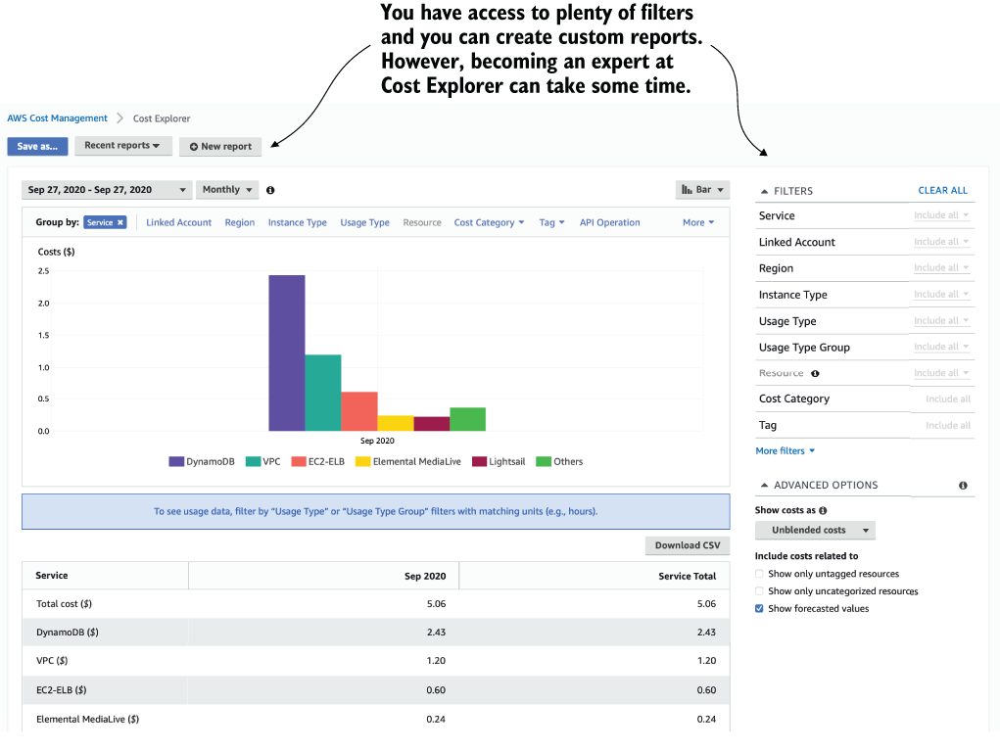 You have access to plenty of filters
and you can create custom reports.
However, becoming an expert at
Cost Explorer can take some time.
AWS Cost Management > Cost Explorer
Save as... Recent reports New report
Sep 27, 2020 - Sep 27, 2020 Monthly Bar
Group by: Service × Linked Account Region Instance Type Usage Type Resource Cost Category Tag API Operation More
Costs ($)
2.5
2.0
1.5
1.0
0.5
0.0
Sep 2020
DynamoDB VPC EC2-ELB Elemental MediaLive Lightsail Others
To see usage data, filter by “Usage Type” or “Usage Type Group” filters with matching units (e.g., hours).
Download CSV
Service Sep 2020 Service Total
Total cost ($) 5.06 5.06
DynamoDB ($) 2.43 2.43
VPC ($) 1.20 1.20
EC2-ELB ($) 0.60 0.60
Elemental MediaLive ($) 0.24 0.24
FILTERS CLEAR ALL
Service Include all
Linked Account Include all
Region Include all
Instance Type Include all
Usage Type Include all
Usage Type Group Include all
Resource Include all
Cost Category Include all
Tag Include all
More filters
ADVANCED OPTIONS
Show costs as
Unblended costs
Include costs related to
Show only untagged resources
Show only uncategorized resources
Show forecasted values